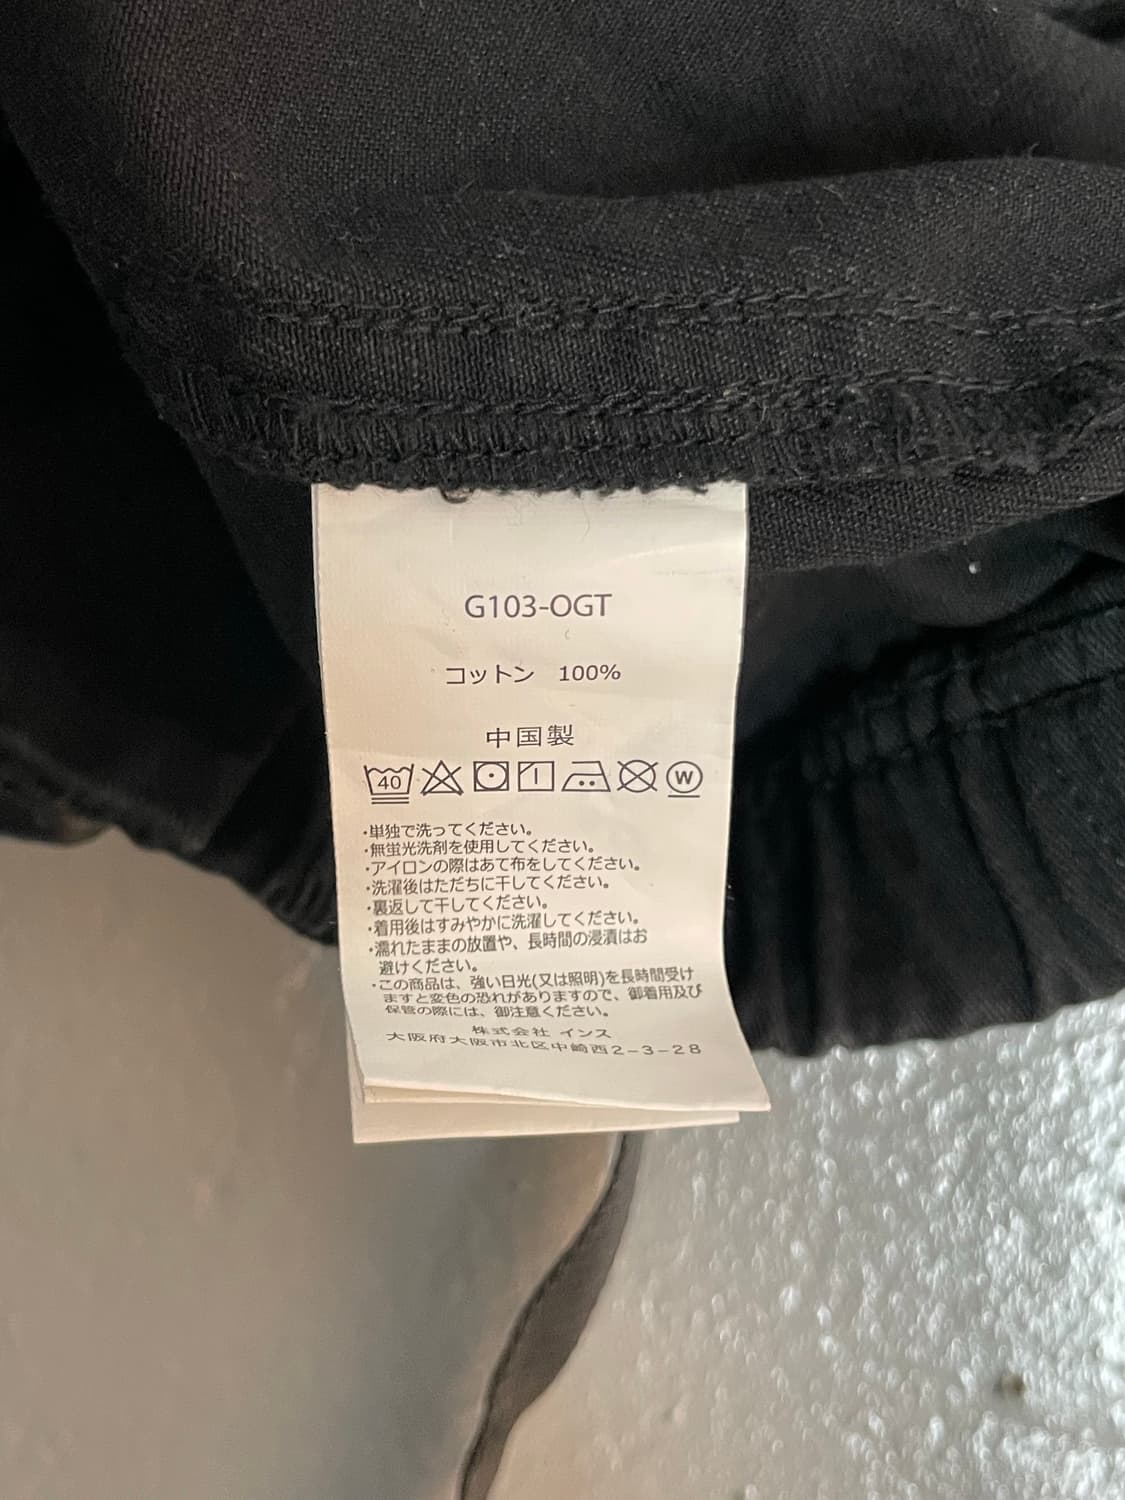 G103-OGT
コットン 100%
中国製
40 W
・単独で洗ってください。
・無蛍光洗剤を使用してください。
・アイロンの際はあて布をしてください。
・洗濯後はただちに干してください。
・裏返して干してください。
・着用後はすみやかに洗濯してください。
・濡れたままの放置や、長時間の浸漬はお
避けください。
・この商品は、強い日光(又は照明)を長時間受け
ますと変色の恐れがありますので、御着用及び
保管の際には、御注意ください。
株式会社 インス
大阪府大阪市北区中崎西2-3-28